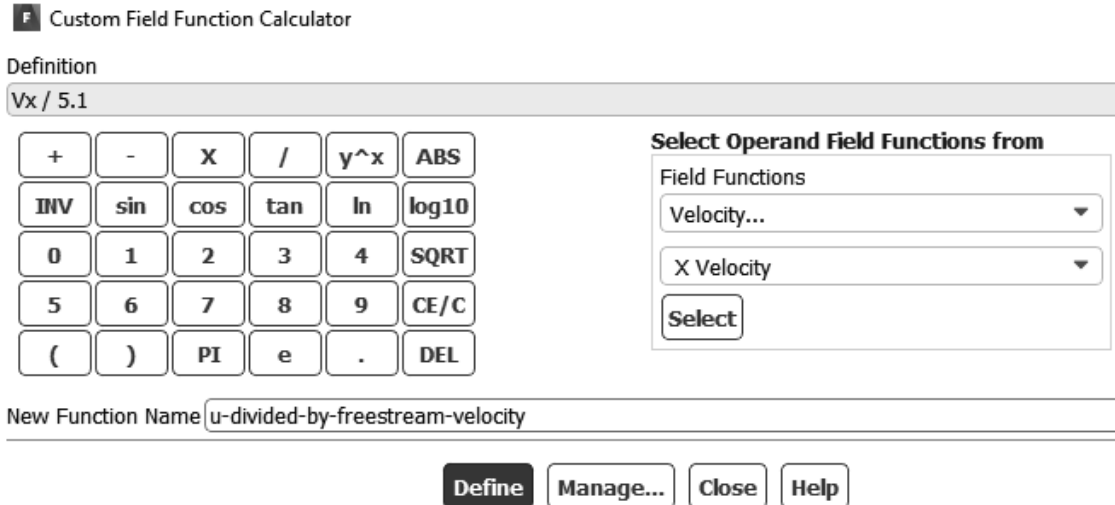 F Custom Field Function Calculator
Definition
Vx / 5.1
+ - X / y^x ABS
INV sin cos tan ln log10
0 1 2 3 4 SQRT
5 6 7 8 9 CE/C
( ) PI e . DEL
Select Operand Field Functions from
Field Functions
Velocity...
X Velocity
Select
New Function Name u-divided-by-freestream-velocity
Define Manage... Close Help